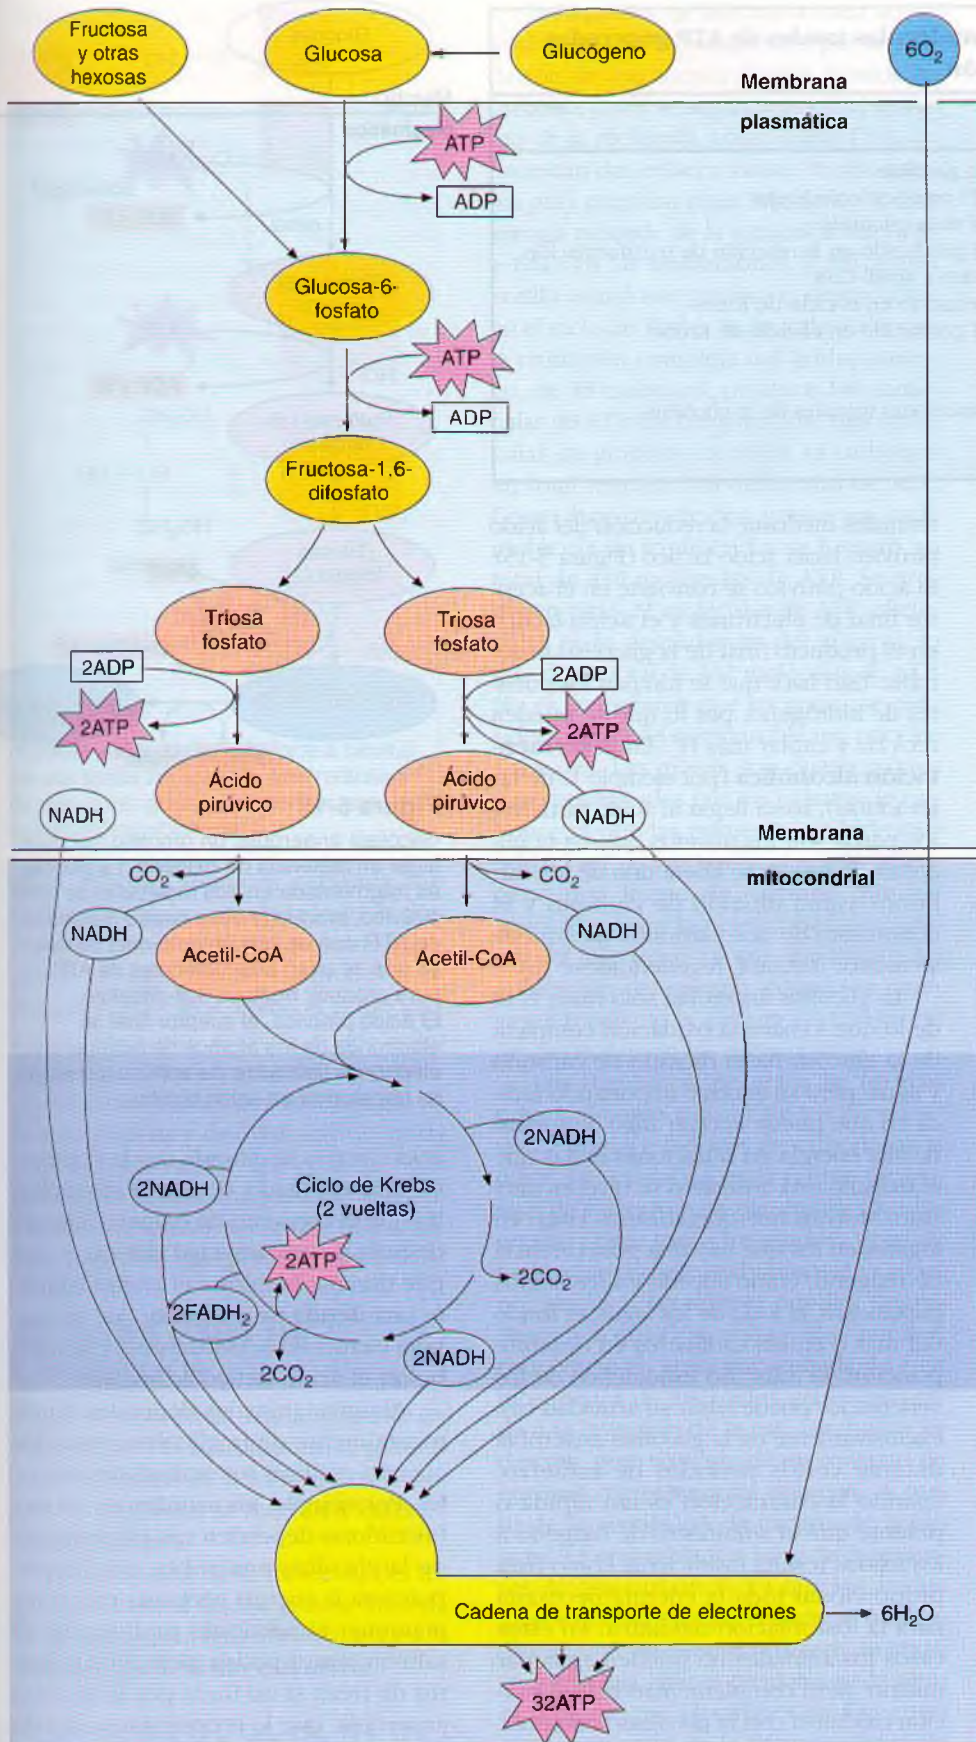 Fructosa
y otras
hexosas
Glucosa
Glucógeno
6O₂
Membrana
plasmática
ATP
ADP
Glucosa-6-
fosfato
ATP
ADP
Fructosa-1.6-
difosfato
Triosa
fosfato
Triosa
fosfato
2ADP
2ADP
2ATP
2ATP
Ácido
pirúvico
Ácido
pirúvico
NADH
NADH
Membrana
mitocondrial
CO₂
CO₂
NADH
NADH
Acetil-CoA
Acetil-CoA
2NADH
2NADH
Ciclo de Krebs
(2 vueltas)
2ATP
2CO₂
2FADH₂
2NADH
2CO₂
Cadena de transporte de electrones
6H₂O
32ATP